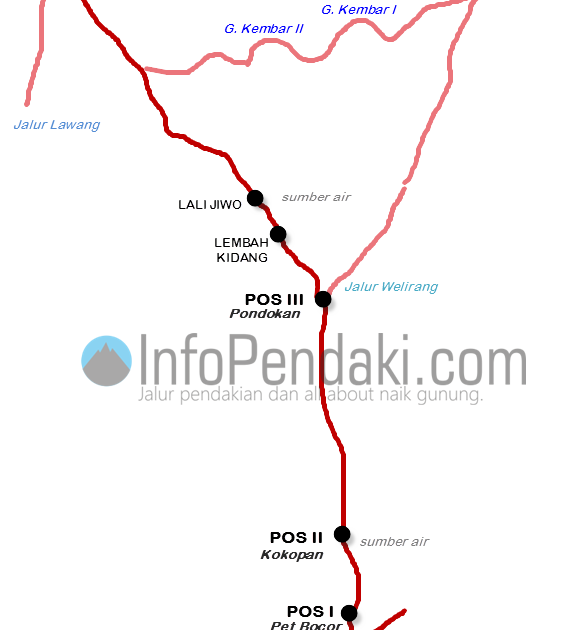 G. Kembar I
G. Kembar II
Jalur Lawang
LALI JIWO
sumber air
LEMBAH
KIDANG
Jalur Welirang
POS III
Pondokan
InfoPendaki.com
Jalur pendakian dan all about naik gunung.
POS II
Kokopan
sumber air
POS I
Pet Bocor